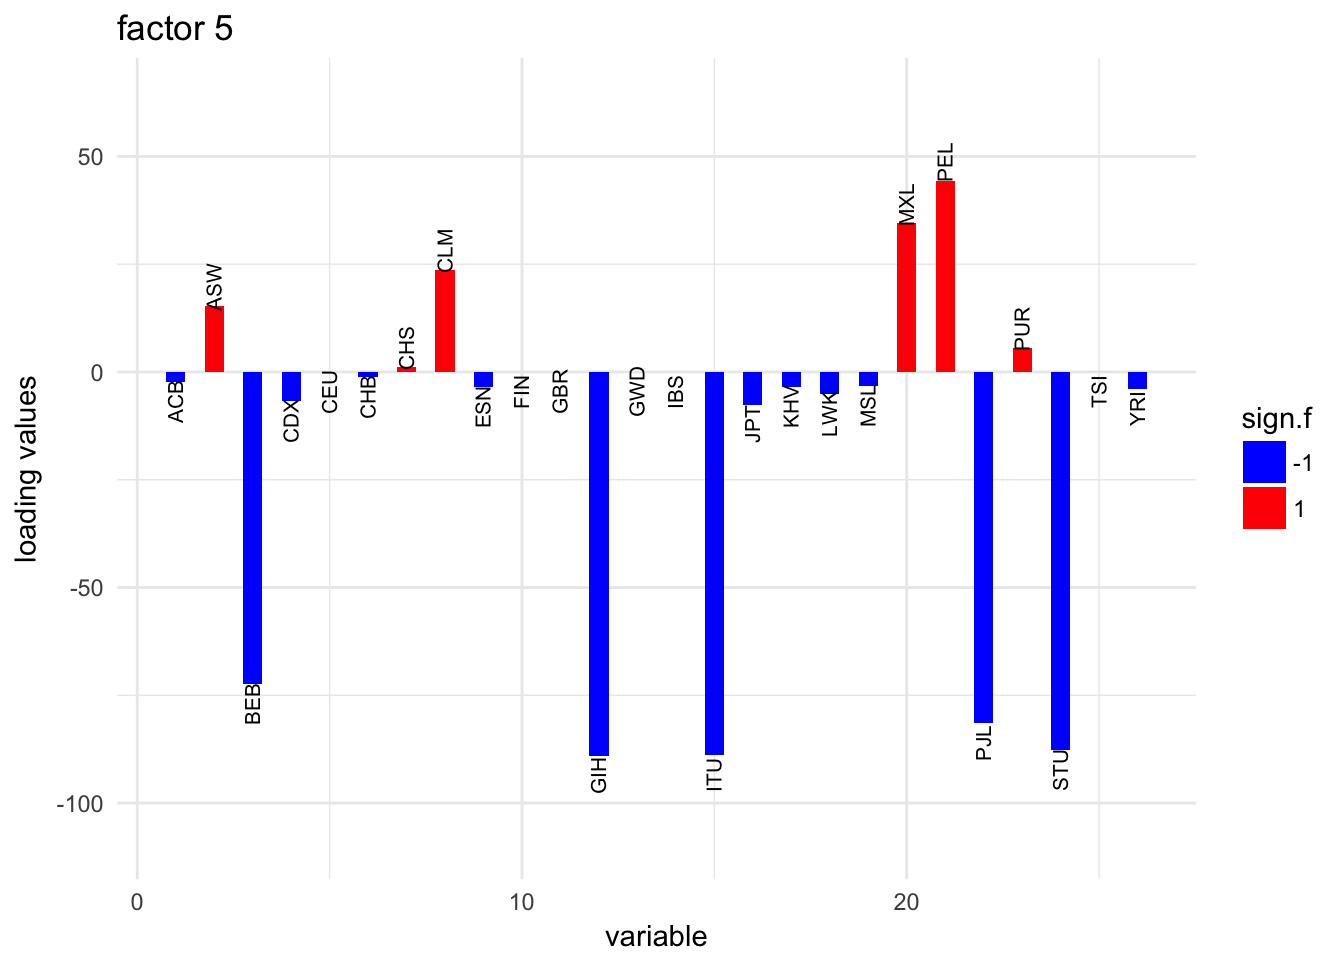 factor 5
50
0
-50
-100
loading values
ACB
ASW
BEB
CDX
CEU
CHB
CHS
CLM
ESN
FIN
GBR
GIH
GWD
IBS
ITU
JPT
KHV
LWK
MSL
MXL
PEL
PJL
PUR
STU
TSI
YRI
0
10
20
variable
sign.f
-1
1